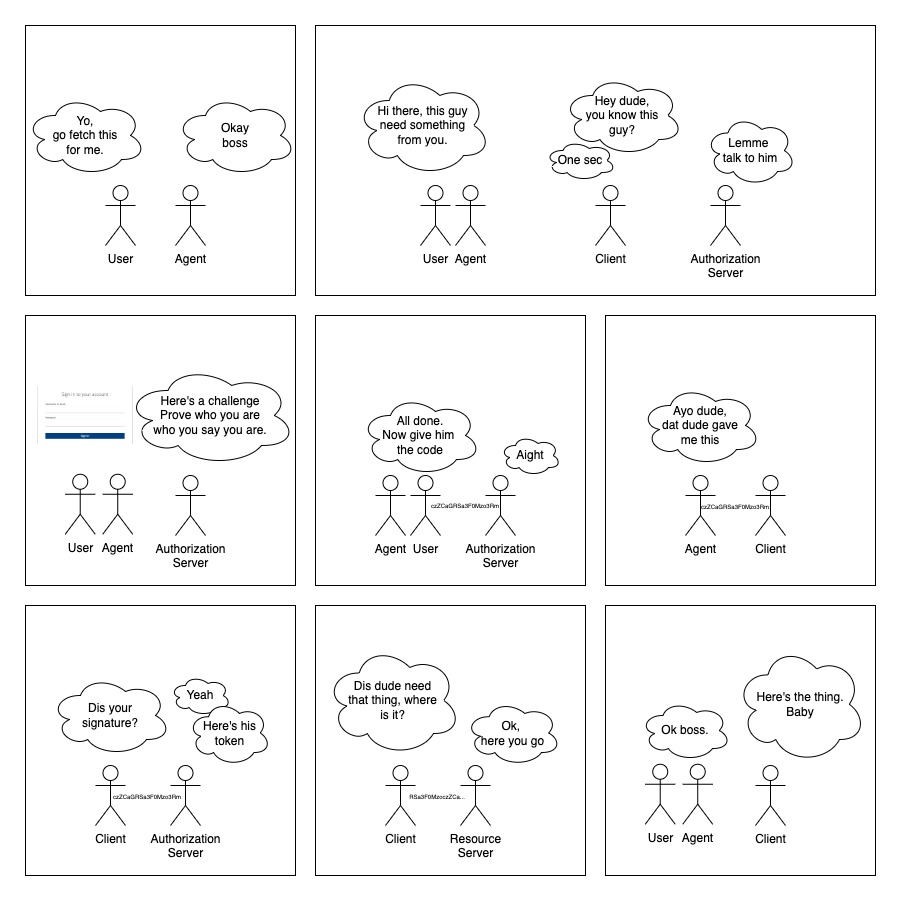 Yo,
go fetch this
for me.
Okay
boss
User
Agent
Hi there, this guy
need something
from you.
Hey dude,
you know this
guy?
One sec
Lemme
talk to him
User
Agent
Client
Authorization
Server
Sign in to your account
Here's a challenge
Prove who you are
who you say you are.
User
Agent
Authorization
Server
All done.
Now give him
the code
Aight
czZCaGRSa3F0Mzo3Rm
Agent
User
Authorization
Server
Ayo dude,
dat dude gave
me this
czZCaGRSa3F0Mzo3Rm
Agent
Client
Dis your
signature?
Yeah
Here's his
token
czZCaGRSa3F0Mzo3Rm
Client
Authorization
Server
Dis dude need
that thing, where
is it?
Ok,
here you go
RSa3F0MzoczZCa...
Client
Resource
Server
Ok boss.
Here's the thing.
Baby
User
Agent
Client